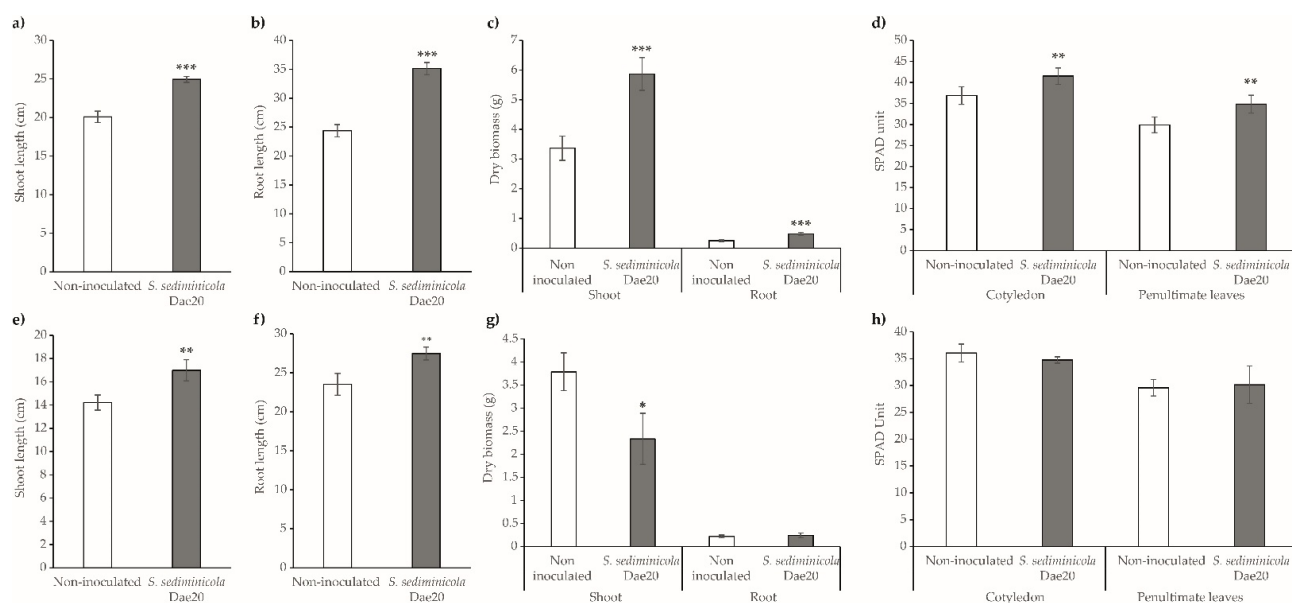 a)
30
25
20
15
10
5
0
Shoot length (cm)
***
Non-inoculated S. sediminicola
Dae20
b)
40
35
30
25
20
15
10
5
0
Root length (cm)
***
Non-inoculated S. sediminicola
Dae20
c)
7
6
5
4
3
2
1
0
Dry biomass (g)
***
***
Non S. sediminicola Non S. sediminicola
inoculated Dae20 inoculated Dae20
Shoot Root
d)
50
45
40
35
30
25
20
15
10
5
0
SPAD unit
**
**
Non-inoculated S. sediminicola Non-inoculated S. sediminicola
Dae20 Dae20
Cotyledon Penultimate leaves
e)
20
18
16
14
12
10
8
6
4
2
0
Shoot length (cm)
**
Non-inoculated S. sediminicola
Dae20
f)
30
25
20
15
10
5
0
Root length (cm)
**
Non-inoculated S. sediminicola
Dae20
g)
4.5
4
3.5
3
2.5
2
1.5
1
0.5
0
Dry biomass (g)
*
Non S. sediminicola Non S. sediminicola
inoculated Dae20 inoculated Dae20
Shoot Root
h)
40
35
30
25
20
15
10
5
0
SPAD Unit
Non-inoculated S. sediminicola Non-inoculated S. sediminicola
Dae20 Dae20
Cotyledon Penultimate leaves